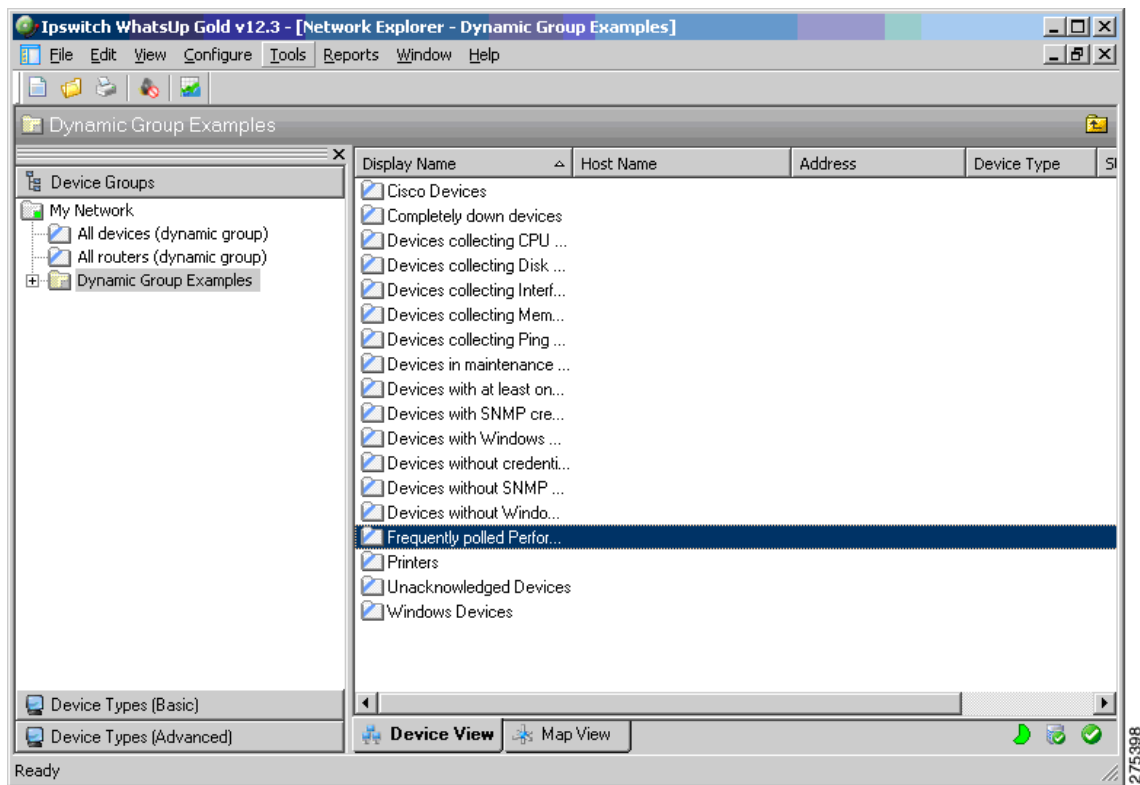 Ipswitch WhatsUp Gold v12.3 - [Network Explorer - Dynamic Group Examples]
File Edit View Configure Tools Reports Window Help
Dynamic Group Examples
Device Groups
My Network
All devices (dynamic group)
All routers (dynamic group)
Dynamic Group Examples
Device Types (Basic)
Device Types (Advanced)
Display Name Host Name Address Device Type
Cisco Devices
Completely down devices
Devices collecting CPU ...
Devices collecting Disk ...
Devices collecting Interf...
Devices collecting Mem...
Devices collecting Ping ...
Devices in maintenance ...
Devices with at least on...
Devices with SNMP cre...
Devices with Windows ...
Devices without credenti...
Devices without SNMP ...
Devices without Windo...
Frequently polled Perfor...
Printers
Unacknowledged Devices
Windows Devices
Device View Map View
Ready
275398